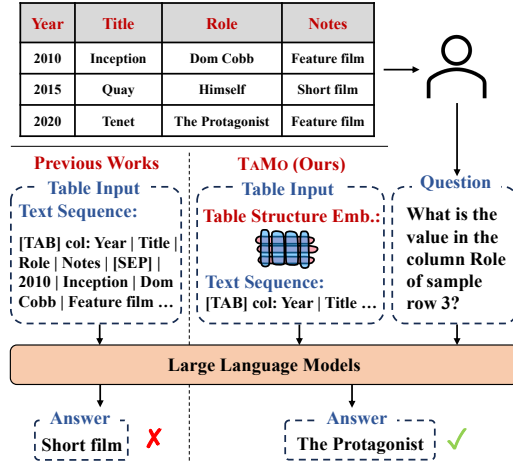 Year Title Role Notes
2010 Inception Dom Cobb Feature film
2015 Quay Himself Short film
2020 Tenet The Protagonist Feature film
Previous Works
Table Input
Text Sequence:
[TAB] col: Year | Title |
Role | Notes | [SEP] |
2010 | Inception | Dom
Cobb | Feature film …
TAMO (Ours)
Table Input
Table Structure Emb.:
Text Sequence:
[TAB] col: Year | Title …
Question
What is the
value in the
column Role
of sample
row 3?
Large Language Models
Answer
Short film ✗
Answer
The Protagonist ✓